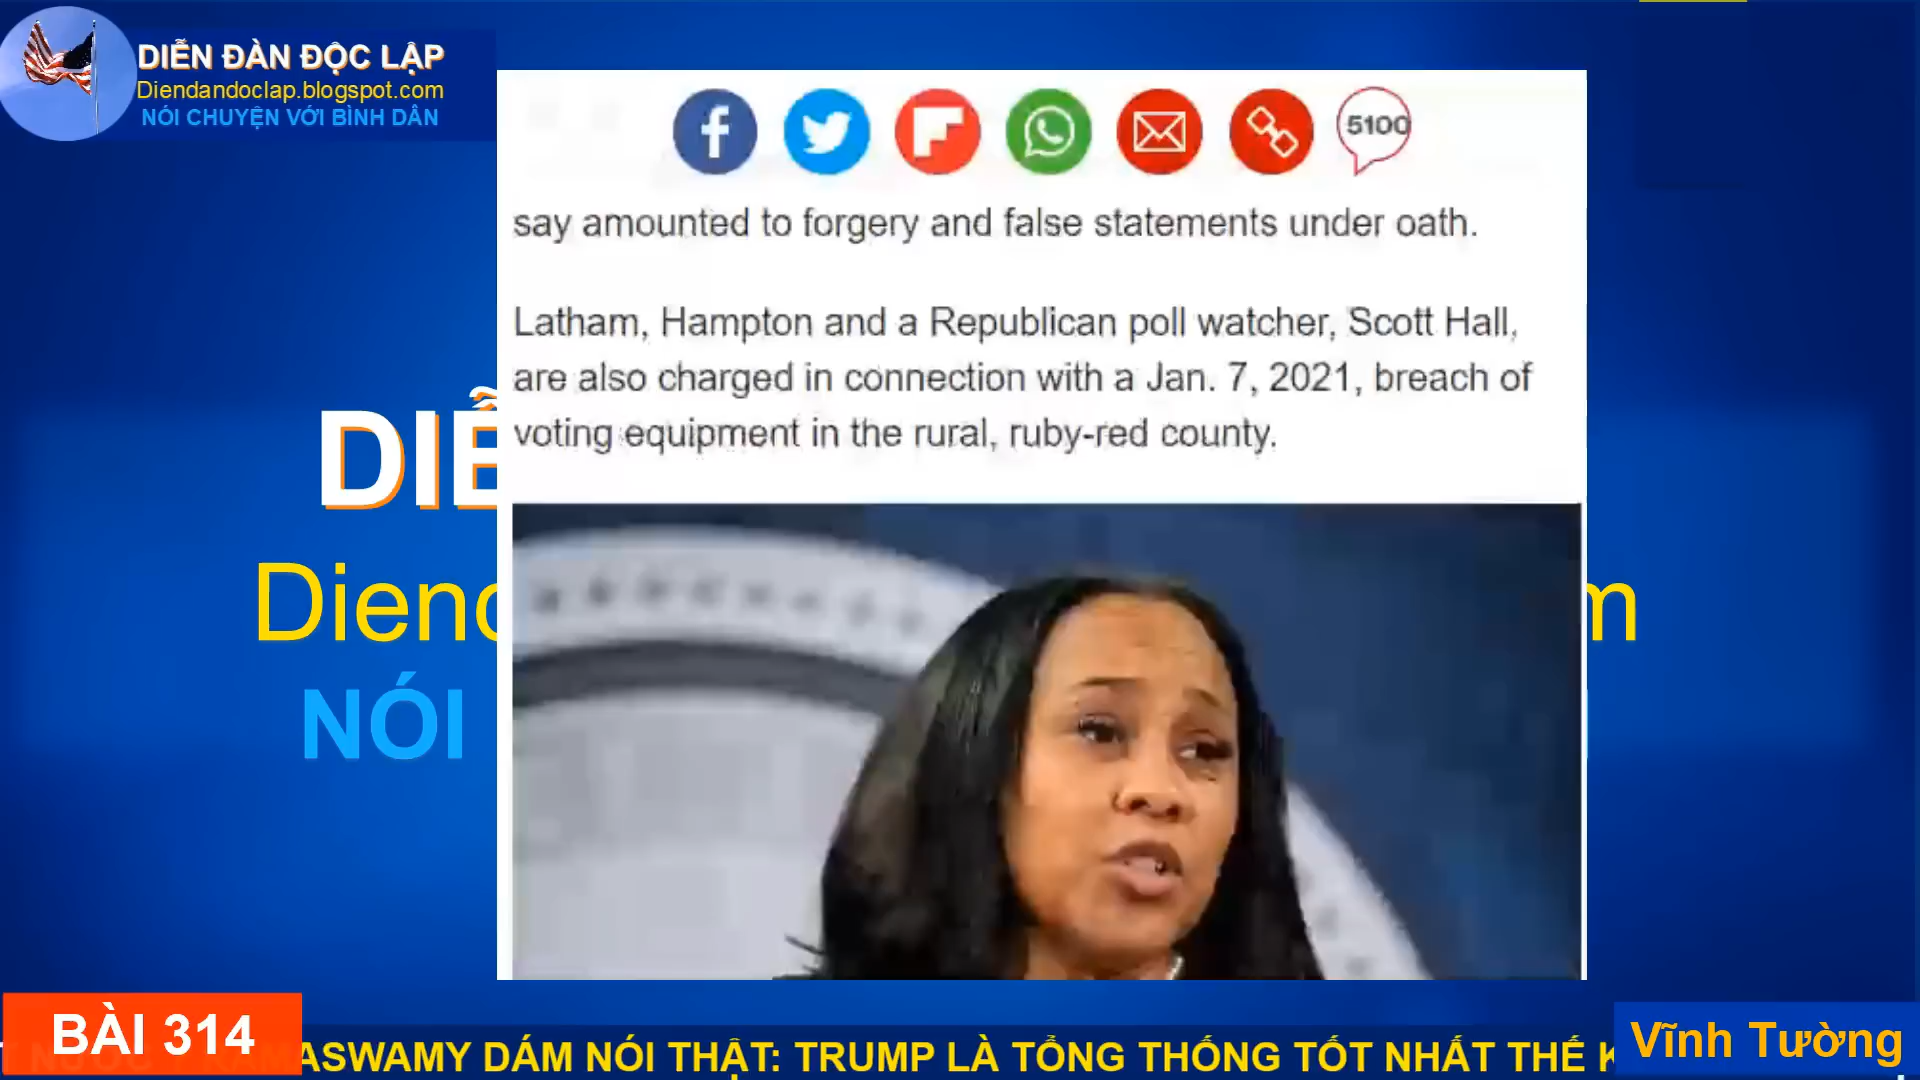 DIỄN ĐÀN ĐỘC LẬP
Diendandoclap.blogspot.com
NÓI CHUYỆN VỚI BÌNH DÂN
5100
say amounted to forgery and false statements under oath.
Latham, Hampton and a Republican poll watcher, Scott Hall,
are also charged in connection with a Jan. 7, 2021, breach of
voting equipment in the rural, ruby-red county.
NÓI
BÀI 314
ASWAMY DÁM NÓI THẬT: TRUMP LÀ TỔNG THỐNG TỐT NHẤT THẾ
Vĩnh Tường